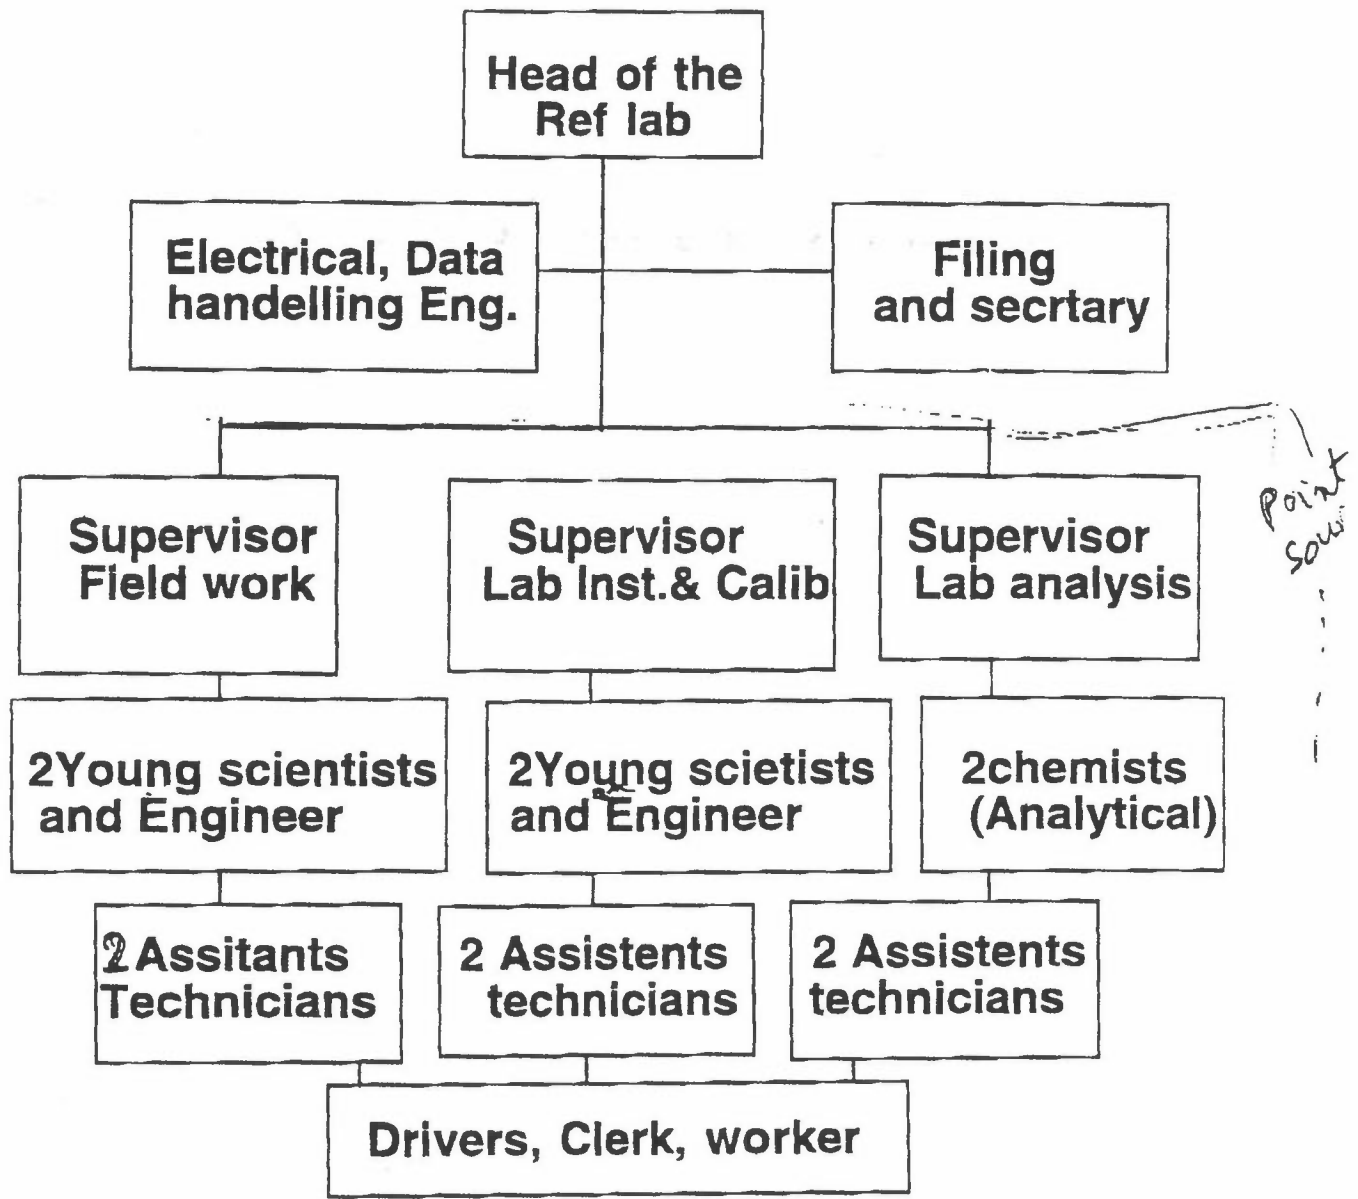 Head of the
Ref lab
Electrical, Data
handelling Eng.
Filing
and secrtary
Supervisor
Field work
Supervisor
Lab Inst.& Calib
Supervisor
Lab analysis
Point
2Young scientists
and Engineer
2Young scietists
and Engineer
2chemists
(Analytical)
2 Assitants
Technicians
2 Assistents
technicians
2 Assistents
technicians
Drivers, Clerk, worker